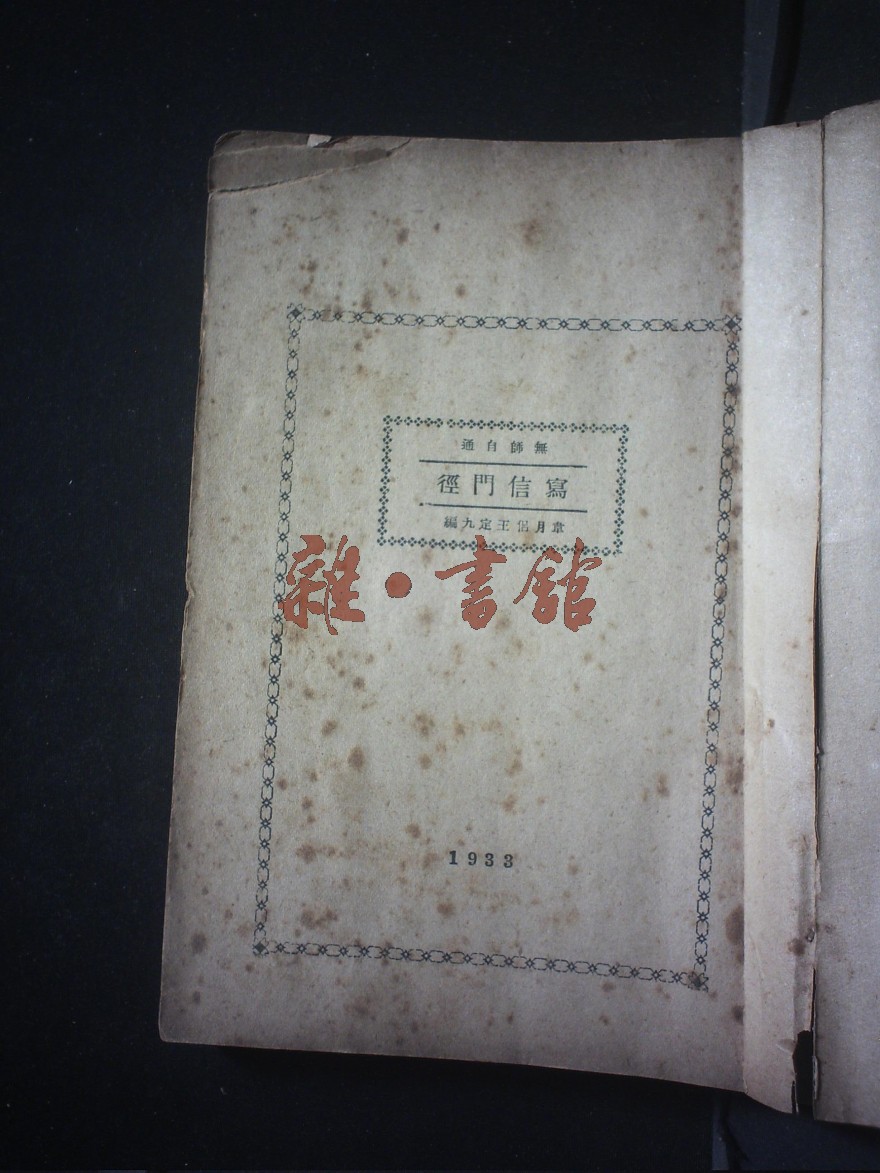 無師自通
寫信門徑
章月侶王定九編
雜·書館
1933